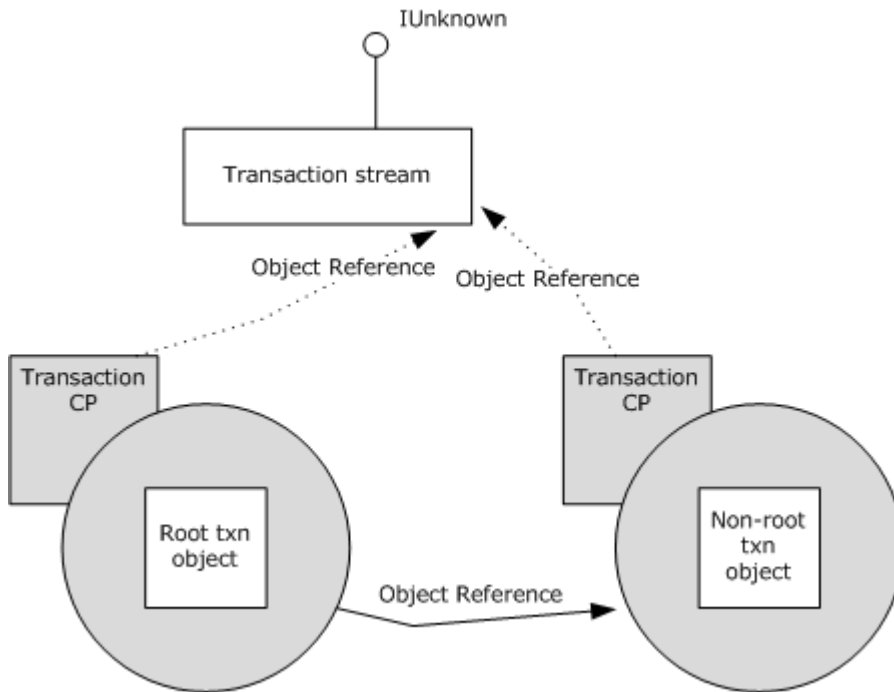 IUnknown
Transaction stream
Object Reference
Object Reference
Transaction
CP
Transaction
CP
Root txn
object
Non-root
txn
object
Object Reference